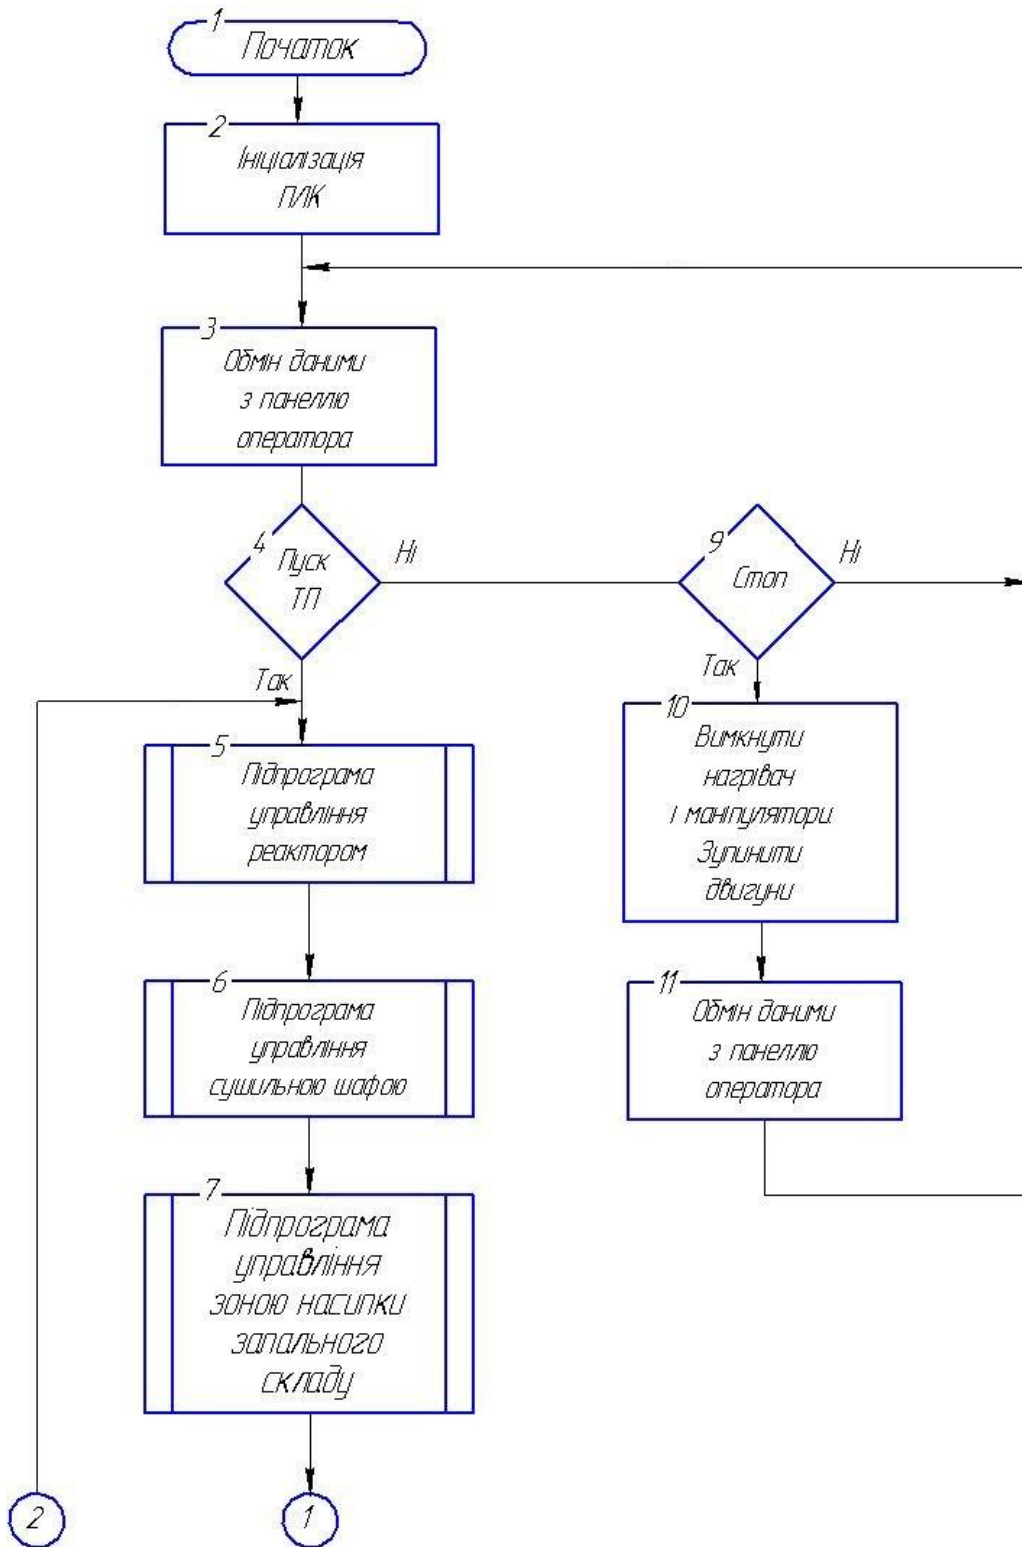 1
Початок
2
Ініціалізація
ПЛК
3
Обмін даними
з панеллю
оператора
4
Пуск
ТП
Ні
Так
9
Стоп
Ні
Так
5
Підпрограма
управління
реактором
10
Вимкнути
нагрівач
і маніпулятори.
Зупинити
двигуни
6
Підпрограма
управління
сушильною шафою
11
Обмін даними
з панеллю
оператора
7
Підпрограма
управління
зоною насипки
запального
складу
2
1